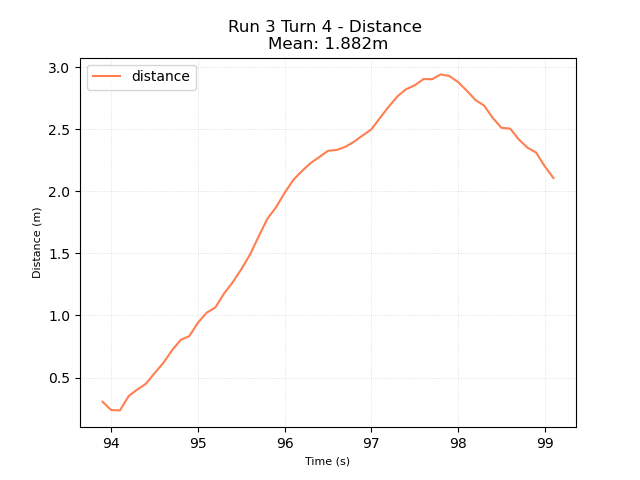 Run 3 Turn 4 - Distance
Mean: 1.882m
distance
3.0
2.5
2.0
1.5
1.0
0.5
Distance (m)
94 95 96 97 98 99
Time (s)